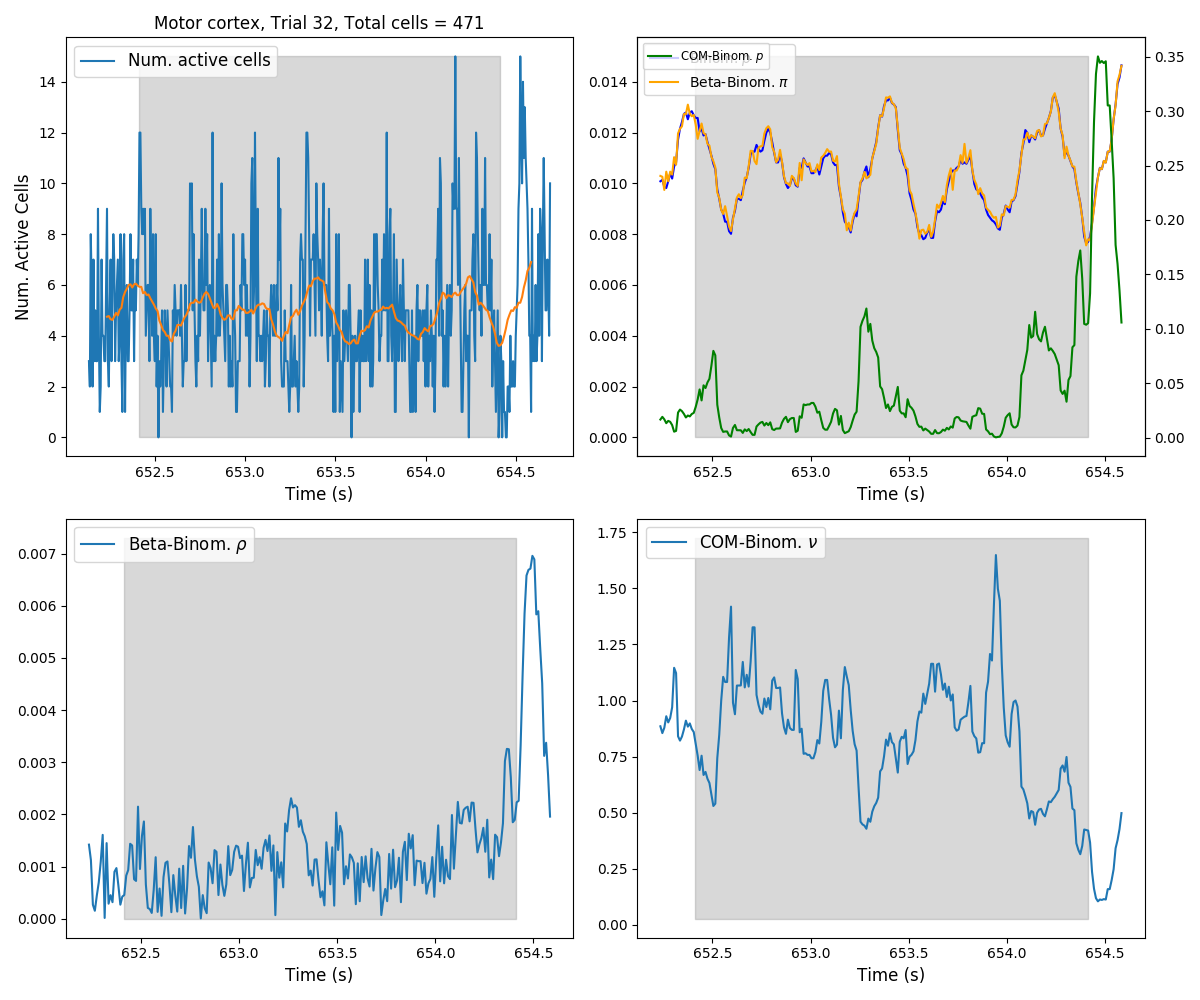 Motor cortex, Trial 32, Total cells = 471
Num. active cells
Num. Active Cells
14
12
10
8
6
4
2
0
652.5 653.0 653.5 654.0 654.5
Time (s)
COM-Binom. p
Beta-Binom. π
0.014
0.012
0.010
0.008
0.006
0.004
0.002
0.000
0.35
0.30
0.25
0.20
0.15
0.10
0.05
0.00
652.5 653.0 653.5 654.0 654.5
Time (s)
Beta-Binom. ρ
0.007
0.006
0.005
0.004
0.003
0.002
0.001
0.000
652.5 653.0 653.5 654.0 654.5
Time (s)
COM-Binom. ν
1.75
1.50
1.25
1.00
0.75
0.50
0.25
0.00
652.5 653.0 653.5 654.0 654.5
Time (s)